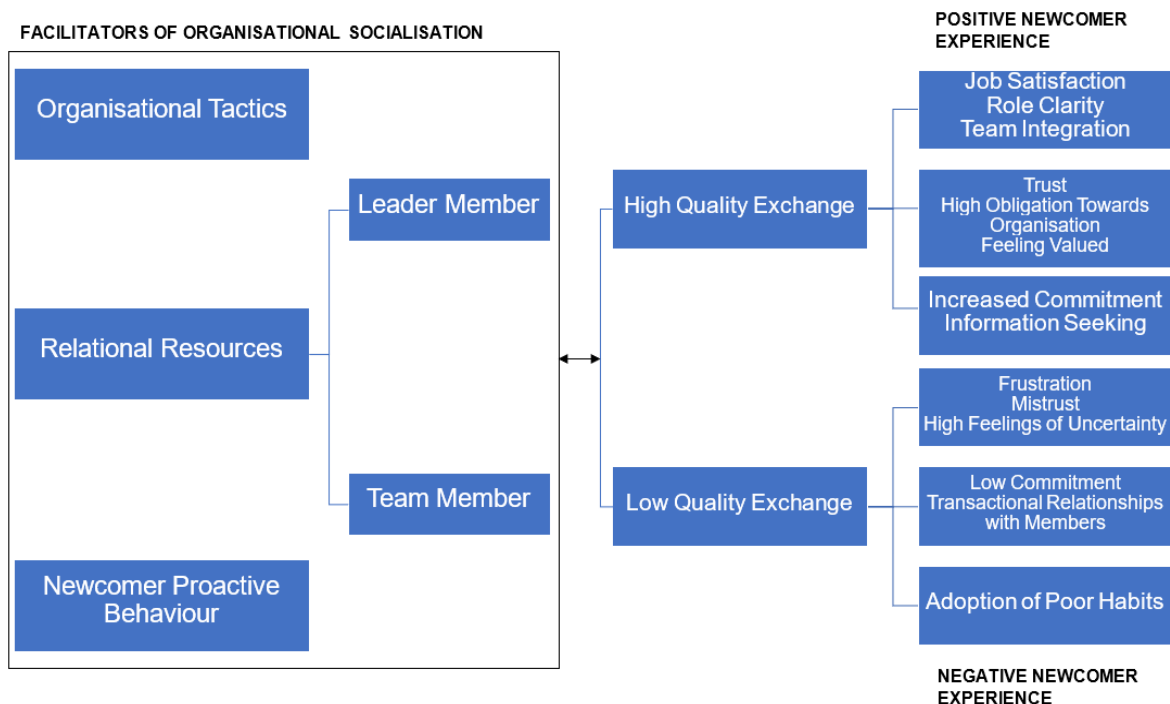 FACILITATORS OF ORGANISATIONAL SOCIALISATION
Organisational Tactics
Relational Resources
Newcomer Proactive
Behaviour
Leader Member
Team Member
High Quality Exchange
Low Quality Exchange
POSITIVE NEWCOMER
EXPERIENCE
Job Satisfaction
Role Clarity
Team Integration
Trust
High Obligation Towards
Organisation
Feeling Valued
Increased Commitment
Information Seeking
Frustration
Mistrust
High Feelings of Uncertainty
Low Commitment
Transactional Relationships
with Members
Adoption of Poor Habits
NEGATIVE NEWCOMER
EXPERIENCE